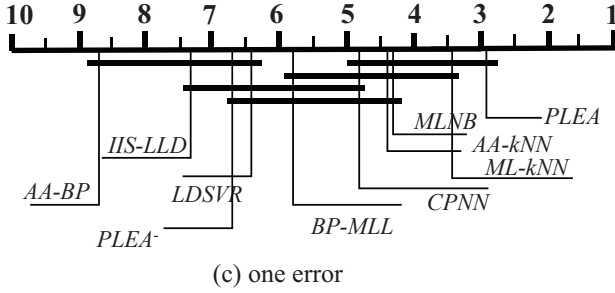 10 9 8 7 6 5 4 3 2 1
MLNB
PLEA
IIS-LLD
AA-kNN
ML-kNN
AA-BP
LDSVR
CPNN
PLEA-
BP-MLL
(c) one error